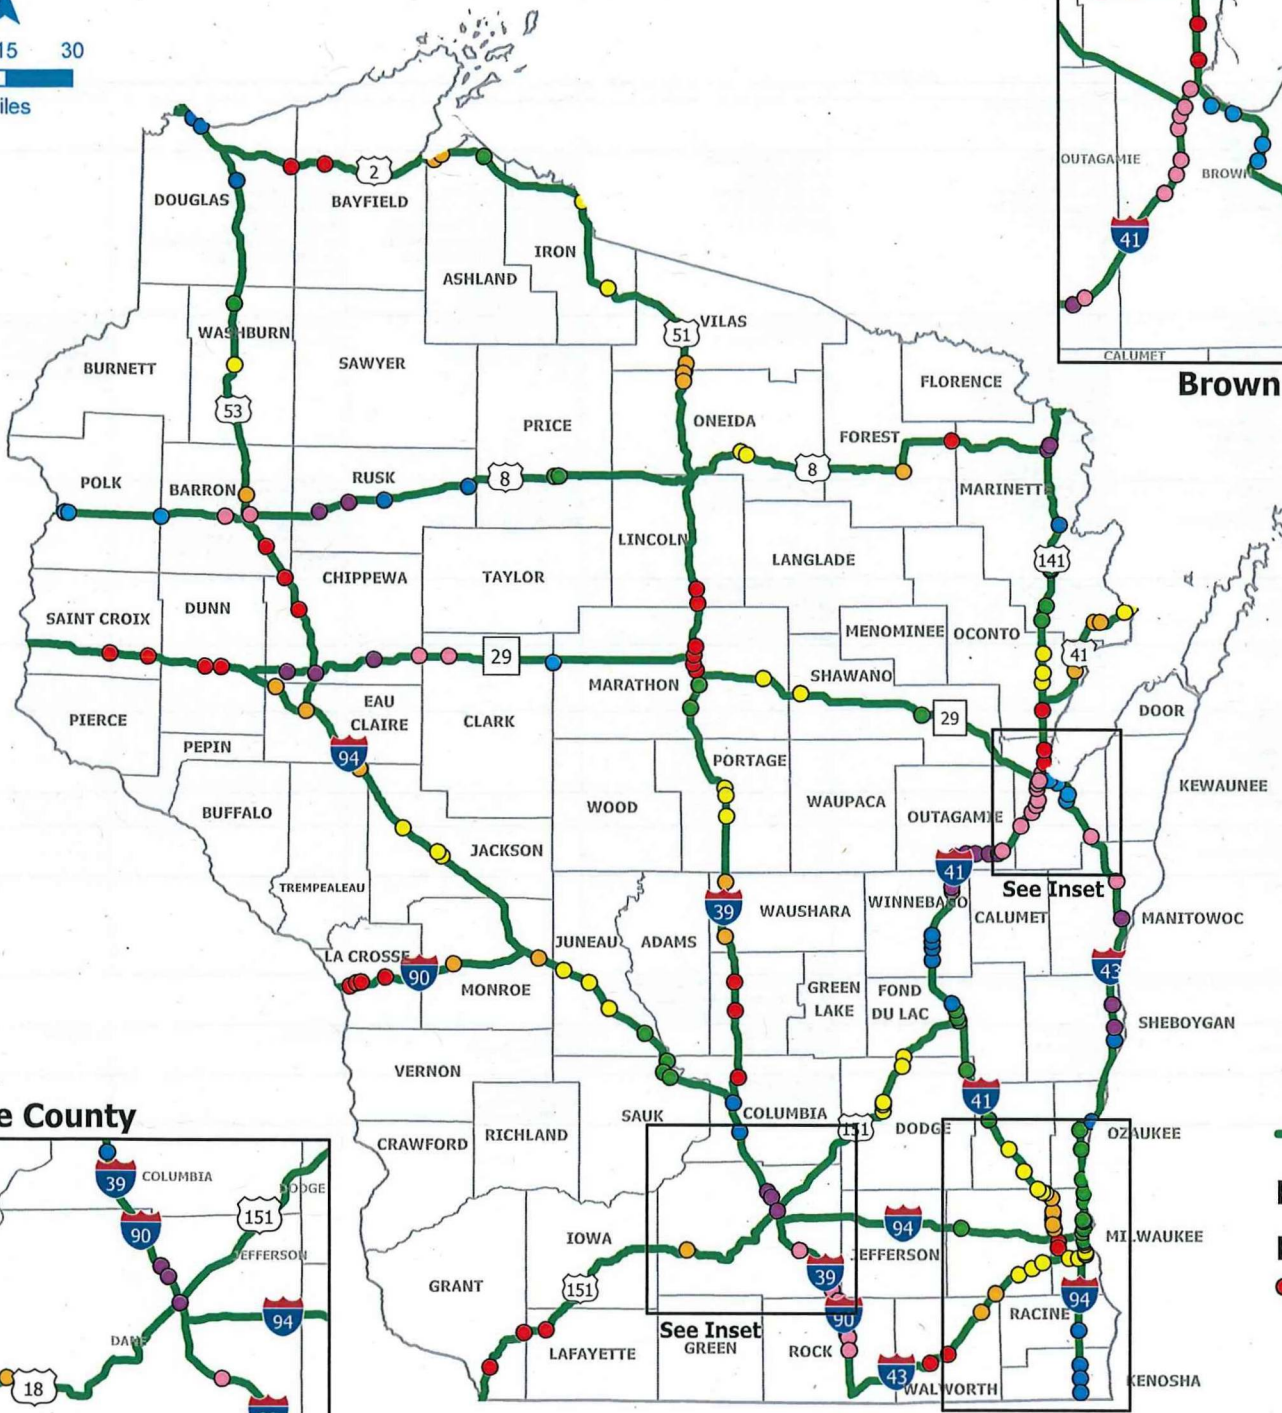 15 30
iles
2
DOUGLAS
BAYFIELD
IRON
ASHLAND
51
VILAS
WASHBURN
BURNETT
SAWYER
53
FLORENCE
PRICE
ONEIDA
FOREST
8
8
POLK
BARRON
RUSK
MARINETTE
LINCOLN
LANGLADE
141
CHIPPEWA
TAYLOR
SAINT CROIX
DUNN
MENOMINEE
OCONTO
41
29
MARATHON
SHAWANO
29
DOOR
PIERCE
EAU
CLAIRE
CLARK
PEPIN
94
PORTAGE
KEWAUNEE
BUFFALO
WOOD
WAUPACA
OUTAGAMIE
JACKSON
41
See Inset
TREMPEALEAU
39
WAUSHARA
WINNEBAGO
CALUMET
MANITOWOC
LA CROSSE
90
JUNEAU
ADAMS
43
MONROE
GREEN
LAKE
FOND
DU LAC
SHEBOYGAN
VERNON
41
SAUK
COLUMBIA
151
DODGE
OZAUKEE
CRAWFORD
RICHLAND
IOWA
94
JEFFERSON
MILWAUKEE
GRANT
151
39
94
90
RACINE
See Inset
LAFAYETTE
GREEN
ROCK
43
WALWORTH
KENOSHA
OUTAGAMIE
BROWN
41
CALUMET
Brown
e County
39
COLUMBIA
DODGE
90
151
JEFFERSON
94
DANE
18